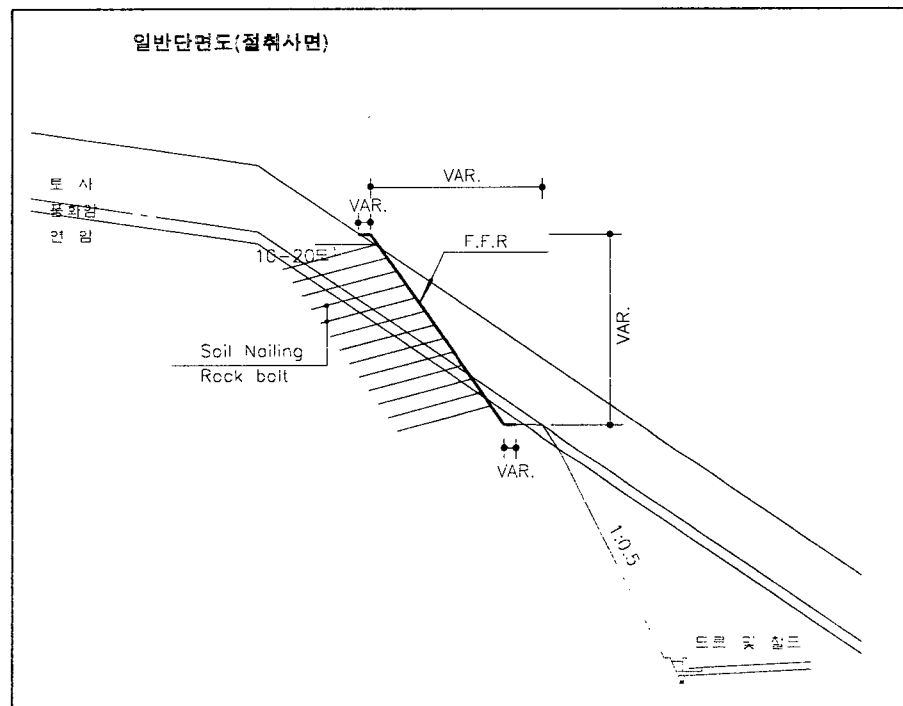 일반단면도(절취사면)
VAR.
토 사
VAR.
풍화암
F.F.R
연 암
10-20도
VAR.
Soil Nailing
Rock bolt
VAR.
1:0.5
도로 및 철도